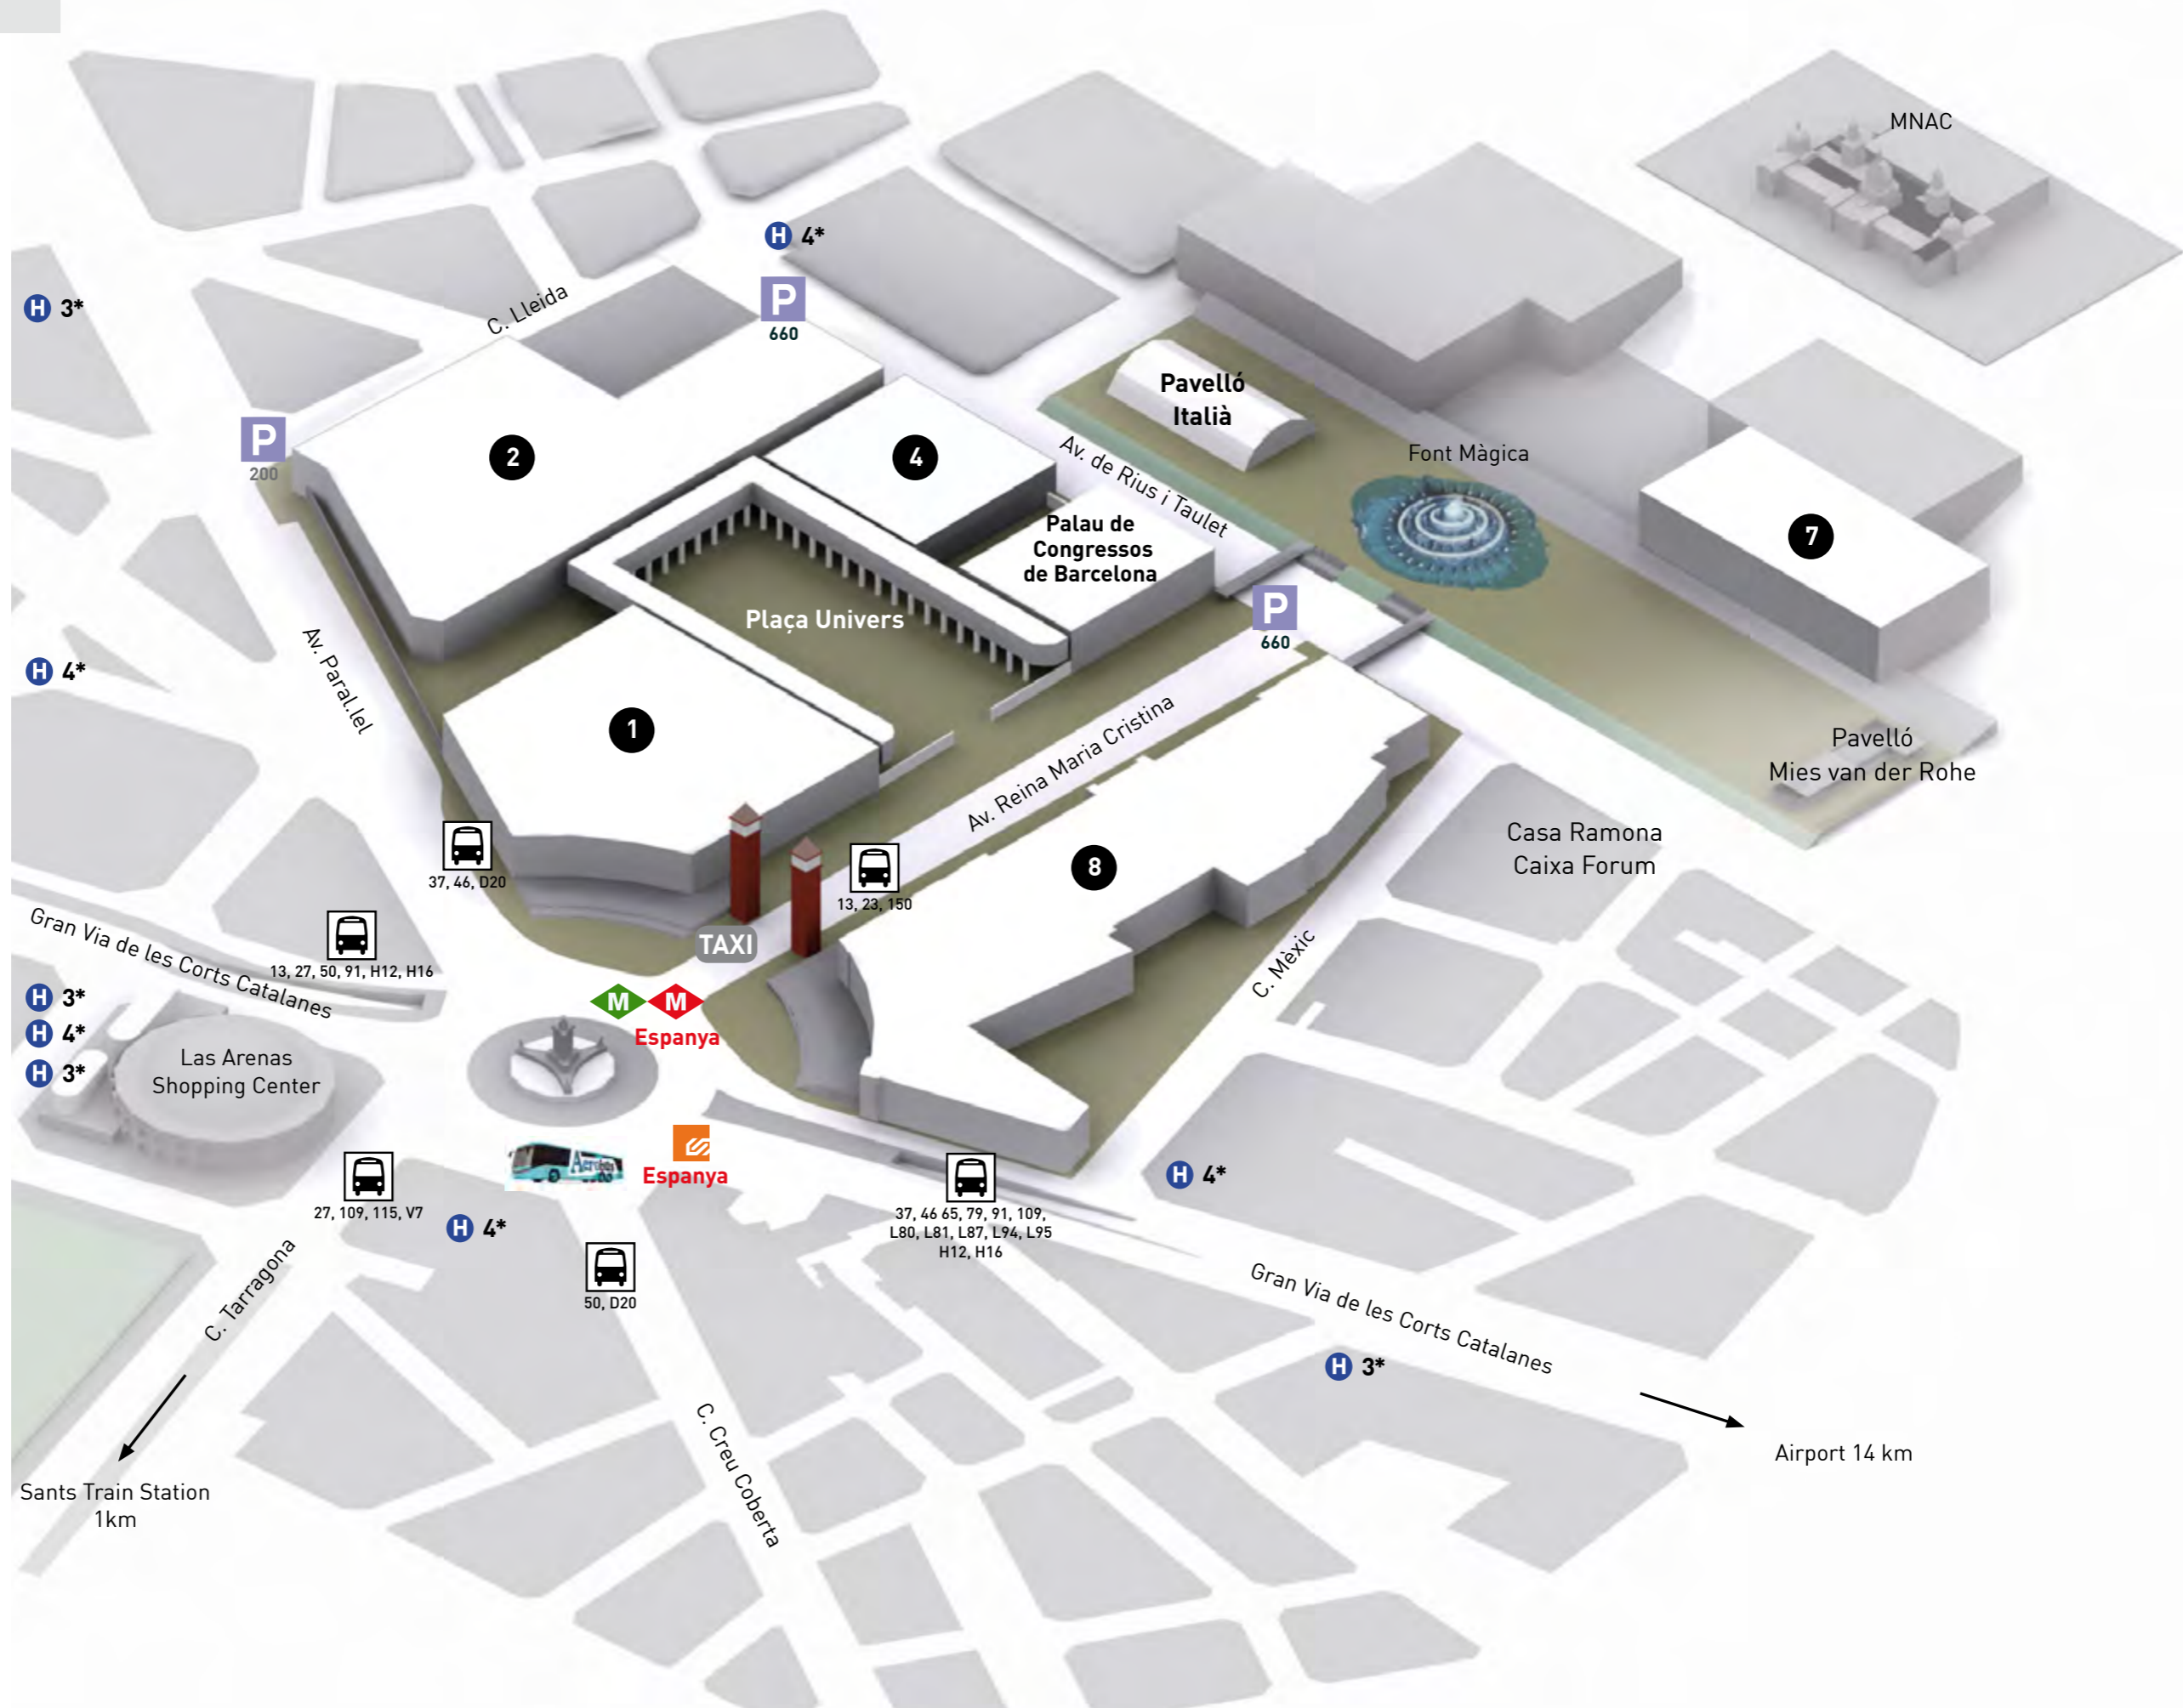 MNAC
H 4*
H 3*
C. Lleida
P
660
Pavelló
Italià
P
200
2
4
Av. de Rius i Taulet
Font Màgica
7
Palau de
Congressos
de Barcelona
Plaça Univers
P
660
H 4*
Av. Paral.lel
1
Av. Reina Maria Cristina
Pavelló
Mies van der Rohe
Casa Ramona
Caixa Forum
8
37, 46, D20
13, 23, 150
TAXI
Gran Via de les Corts Catalanes
13, 27, 50, 91, H12, H16
C. Mèxic
H 3*
H 4*
H 3*
M M
Espanya
Las Arenas
Shopping Center
Aerobús
Espanya
27, 109, 115, V7
H 4*
H 4*
37, 46 65, 79, 91, 109,
L80, L81, L87, L94, L95
H12, H16
50, D20
C. Tarragona
Gran Via de les Corts Catalanes
H 3*
C. Creu Coberta
Airport 14 km
Sants Train Station
1km